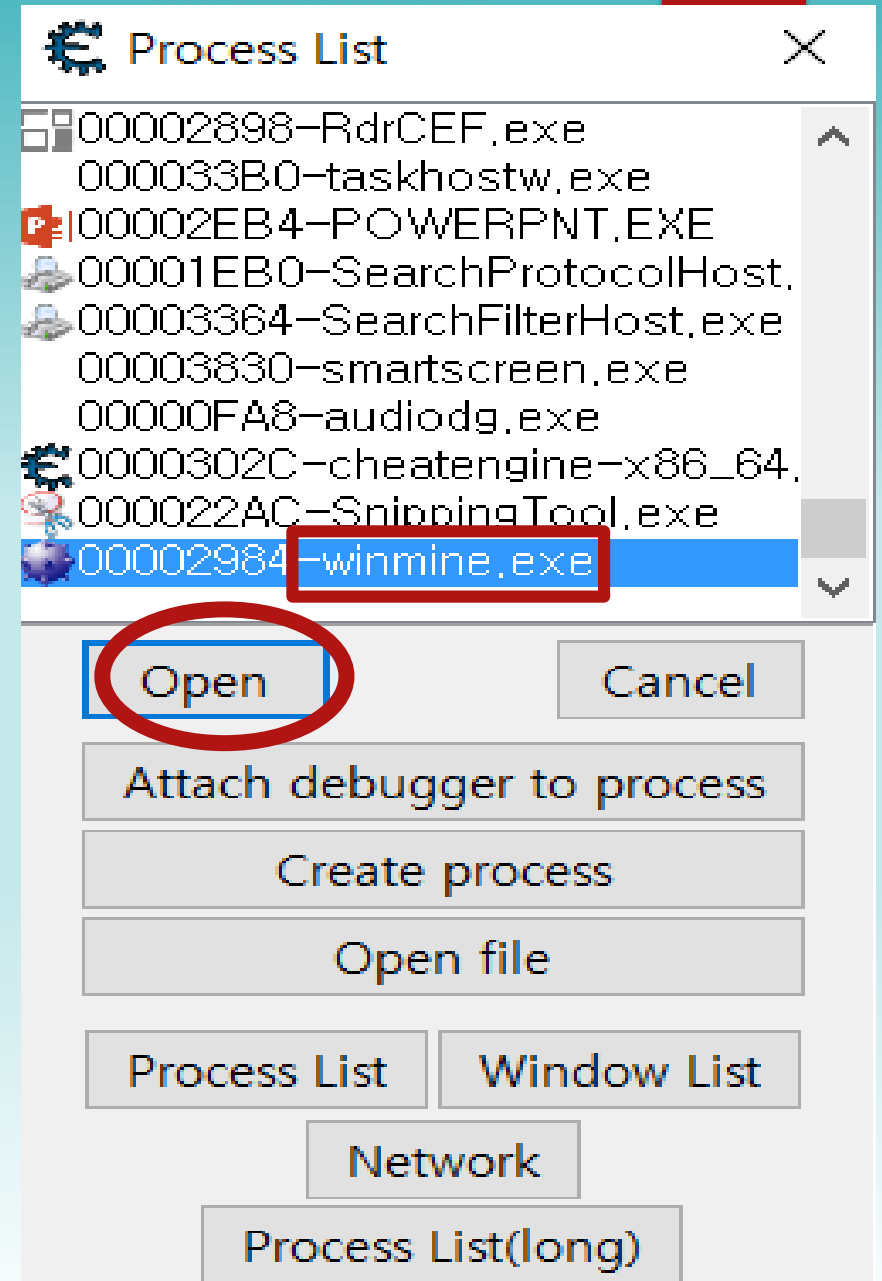 Process List
00002898-RdrCEF.exe
000033B0-taskhostw.exe
00002EB4-POWERPNT.EXE
00001EB0-SearchProtocolHost.
00003364-SearchFilterHost.exe
00003830-smartscreen.exe
00000FA8-audiodg.exe
0000302C-cheatengine-x86_64.
000022AC-SnippingTool.exe
00002984-winmine.exe
Open Cancel
Attach debugger to process
Create process
Open file
Process List Window List
Network
Process List(long)